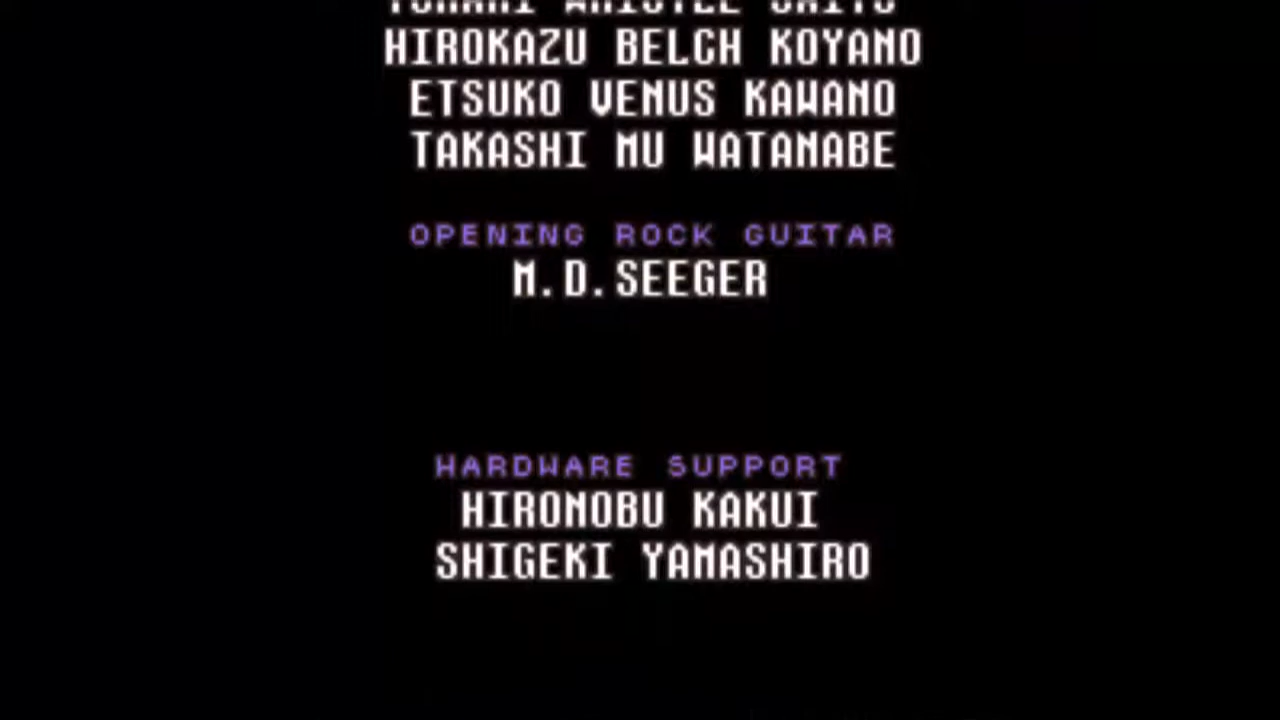 HIROKAZU BELCH KOYANO
ETSUKO VENUS KAWANO
TAKASHI MU WATANABE
OPENING ROCK GUITAR
M.D.SEEGER
HARDWARE SUPPORT
HIRONOBU KAKUI
SHIGEKI YAMASHIRO